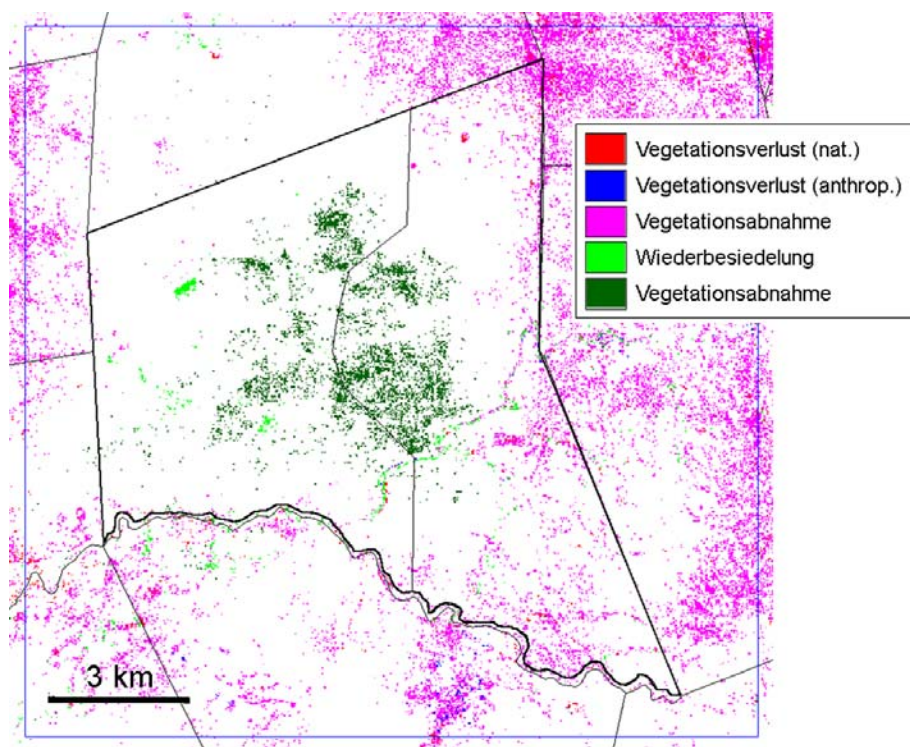 Vegetationsverlust (nat.)
Vegetationsverlust (anthrop.)
Vegetationsabnahme
Wiederbesiedelung
Vegetationsabnahme
3 km